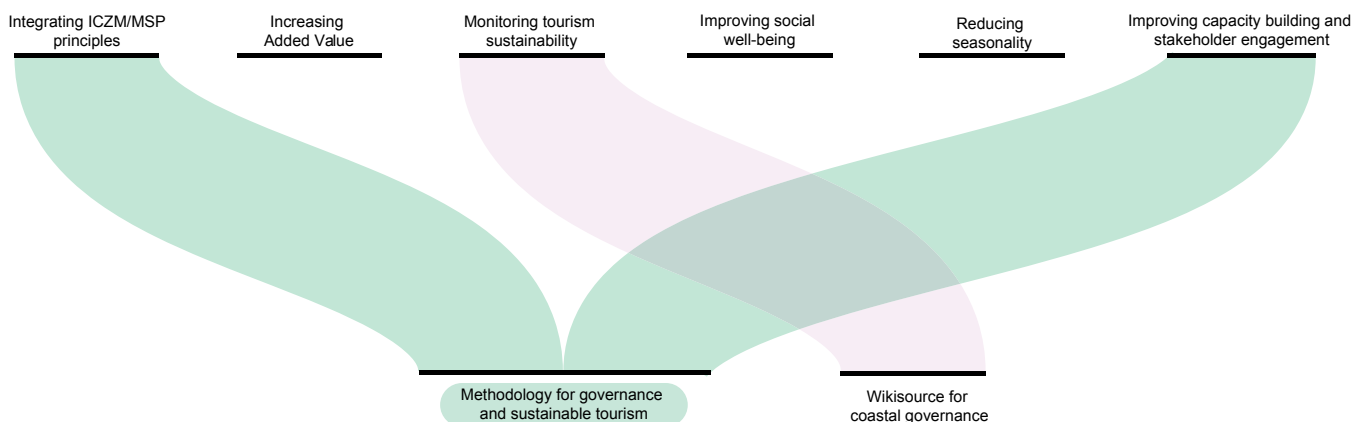 Integrating ICZM/MSP
principles
Increasing
Added Value
Monitoring tourism
sustainability
Improving social
well-being
Reducing
seasonality
Improving capacity building and
stakeholder engagement
Methodology for governance
and sustainable tourism
Wikisource for
coastal governance